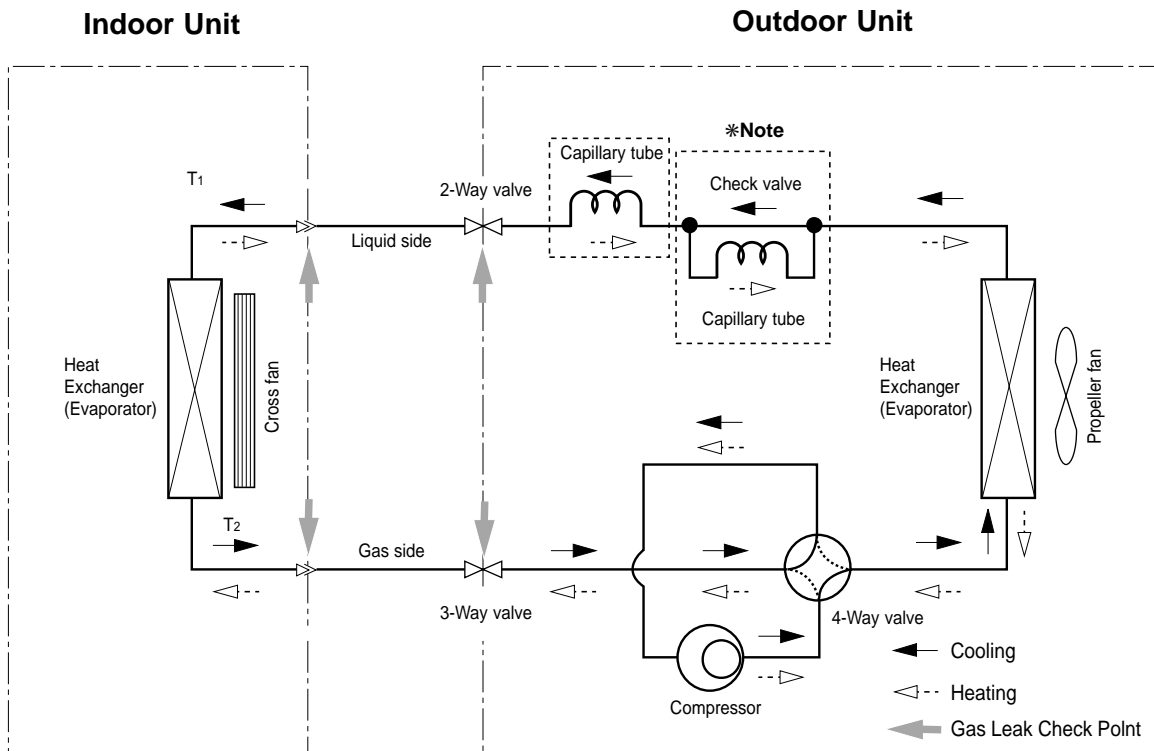 Indoor Unit
Outdoor Unit
*Note
Capillary tube
Check valve
T1
2-Way valve
Liquid side
Capillary tube
Heat
Exchanger
(Evaporator)
Cross fan
Heat
Exchanger
(Evaporator)
Propeller fan
T2
Gas side
3-Way valve
4-Way valve
Compressor
Cooling
Heating
Gas Leak Check PoInt